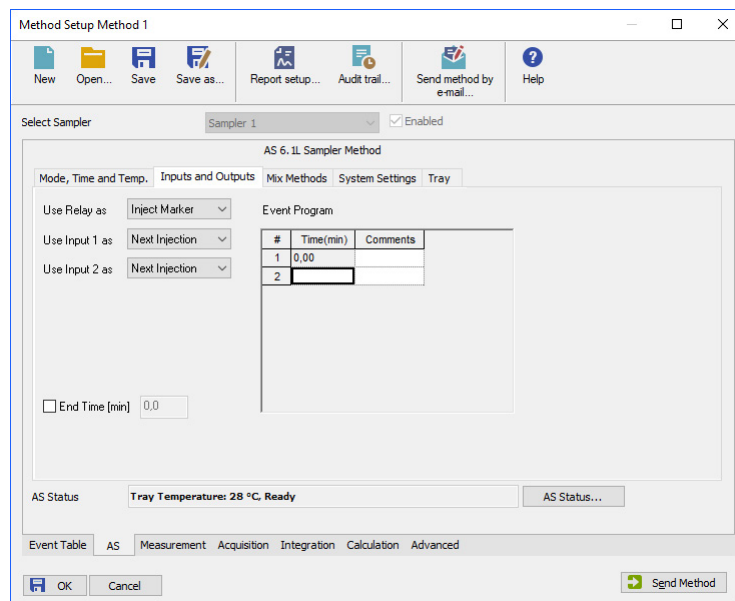 Method Setup Method 1
New Open... Save Save as... Report setup... Audit trail... Send method by e-mail... Help
Select Sampler Sampler 1 Enabled
AS 6.1L Sampler Method
Mode, Time and Temp. Inputs and Outputs Mix Methods System Settings Tray
Use Relay as Inject Marker Event Program
Use Input 1 as Next Injection # Time(min) Comments
1 0,00
Use Input 2 as Next Injection 2
End Time [min] 0,0
AS Status Tray Temperature: 28 °C, Ready AS Status...
Event Table AS Measurement Acquisition Integration Calculation Advanced
OK Cancel Send Method